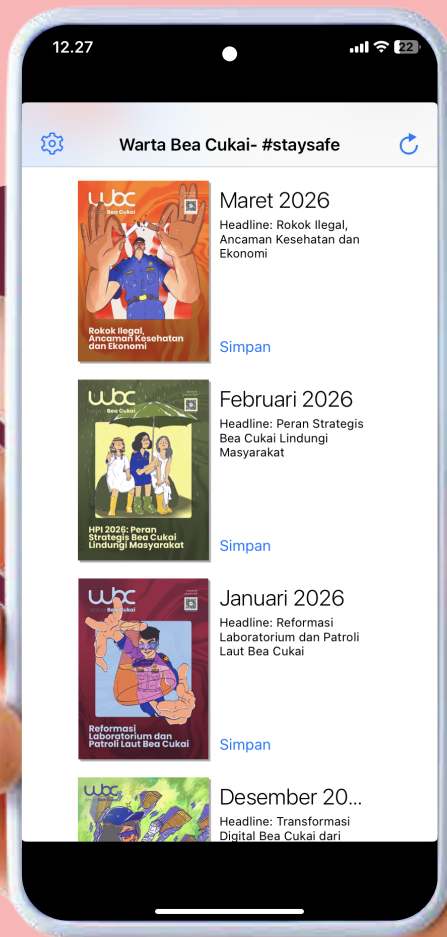 12.27
22
Warta Bea Cukai- #staysafe
wbc
Warta Bea Cukai
Rokok Ilegal,
Ancaman Kesehatan
dan Ekonomi
Maret 2026
Headline: Rokok Ilegal,
Ancaman Kesehatan dan
Ekonomi
Simpan
wbc
Warta Bea Cukai
HPI 2026: Peran
Strategis Bea Cukai
Lindungi Masyarakat
Februari 2026
Headline: Peran Strategis
Bea Cukai Lindungi
Masyarakat
Simpan
wbc
Warta Bea Cukai
Reformasi
Laboratorium dan
Patroli Laut Bea Cukai
Januari 2026
Headline: Reformasi
Laboratorium dan Patroli
Laut Bea Cukai
Simpan
wbc
Desember 20...
Headline: Transformasi
Digital Bea Cukai dari